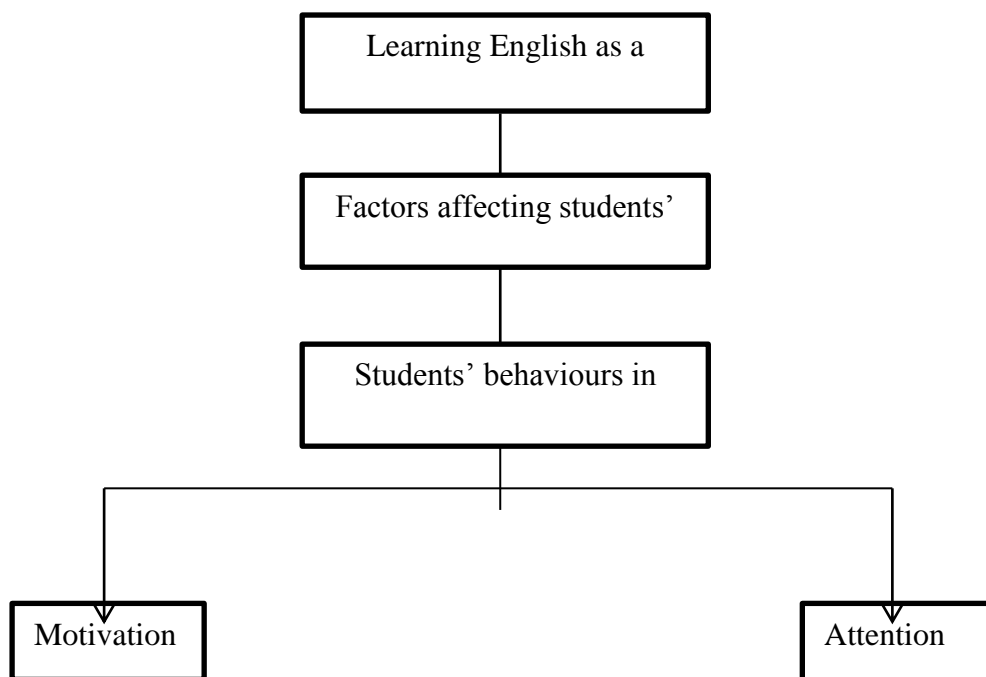 Learning English as a
Factors affecting students’
Students’ behaviours in
Motivation
Attention